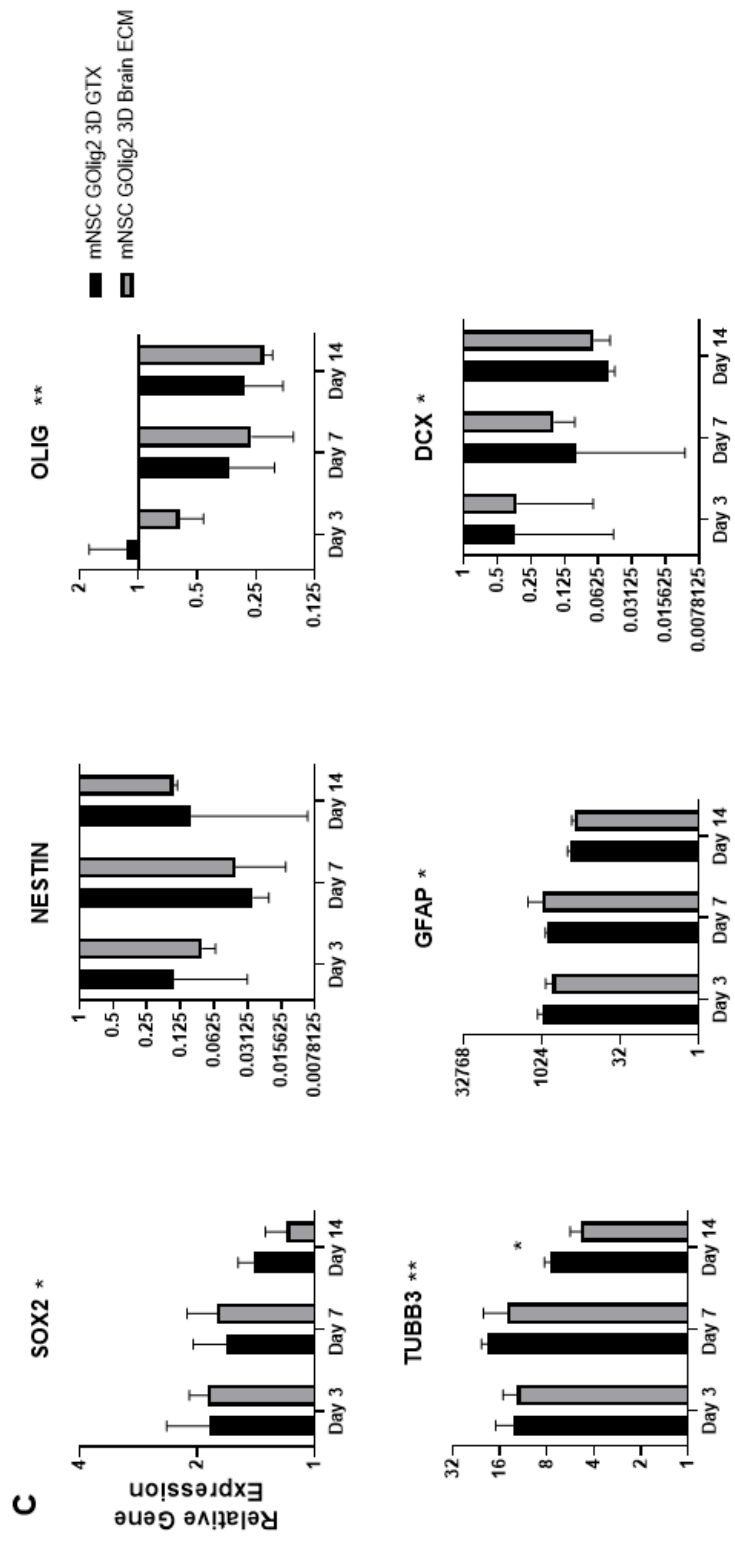 C
mNSC GOlig2 3D GTX
mNSC GOlig2 3D Brain ECM
SOX2 *
Relative Gene
Expression
4
2
1
Day 3
Day 7
Day 14
NESTIN
1
0.5
0.25
0.125
0.0625
0.03125
0.015625
0.0078125
Day 3
Day 7
Day 14
OLIG **
2
1
0.5
0.25
0.125
Day 3
Day 7
Day 14
TUBB3 **
32
16
8
4
2
1
*
Day 3
Day 7
Day 14
GFAP *
32768
1024
32
1
Day 3
Day 7
Day 14
DCX *
1
0.5
0.25
0.125
0.0625
0.03125
0.015625
0.0078125
Day 3
Day 7
Day 14